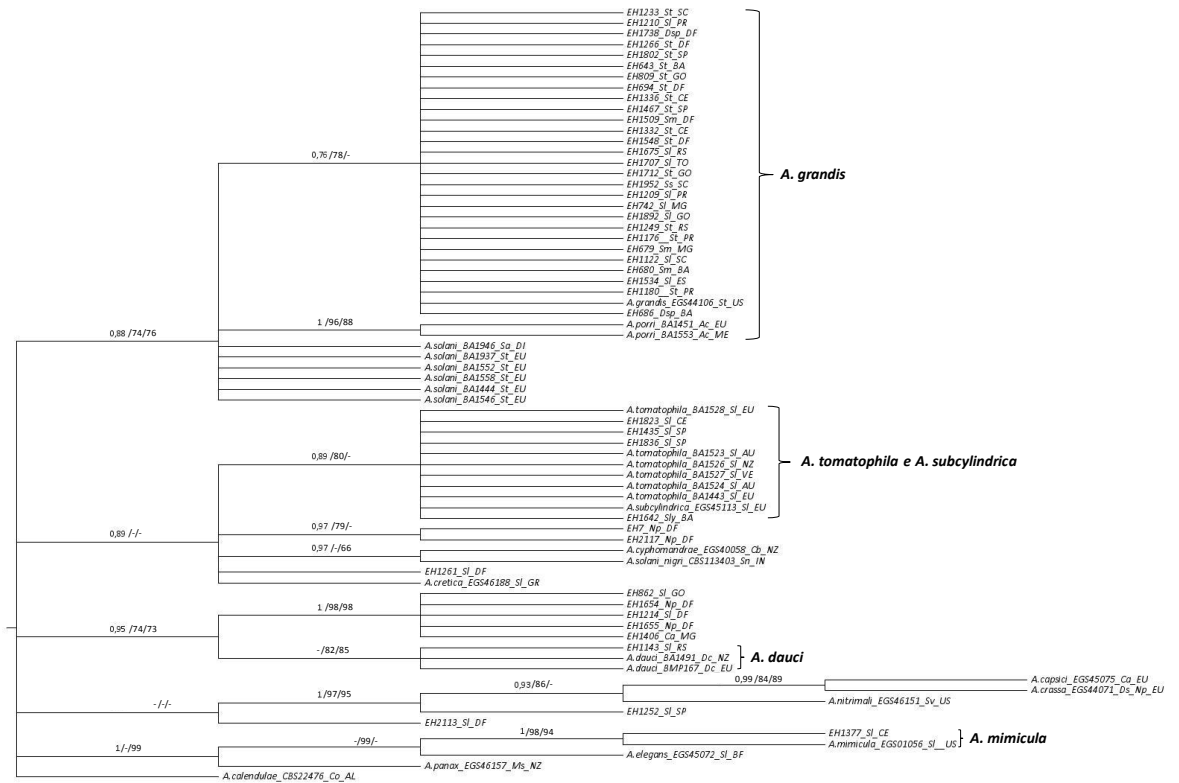 EH1233_St_SC
EH1210_Sl_PR
EH1738_Dsp_DF
EH1266_St_DF
EH1802_St_SP
EH643_St_BA
EH809_St_GO
EH694_St_DF
EH1336_St_CE
EH1467_St_SP
EH1509_Sm_DF
EH1332_St_CE
EH1548_St_DF
0,76/78/-
EH1675_Sl_RS
EH1707_Sl_TO
A. grandis
EH1712_St_GO
EH1952_Ss_SC
EH1209_Sl_PR
EH742_Sl_MG
EH1892_Sl_GO
EH1249_St_RS
EH1176__St_PR
EH679_Sm_MG
EH1122_Sl_SC
EH680_Sm_BA
EH1534_Sl_ES
EH1180__St_PR
A.grandis_EGS44106_St_US
EH686_Dsp_BA
1 /96/88
A.porri_BA1451_Ac_EU
0,88/74/76
A.porri_BA1553_Ac_ME
A.solani_BA1946_Sa_DI
A.solani_BA1937_St_EU
A.solani_BA1552_St_EU
A.solani_BA1558_St_EU
A.solani_BA1444_St_EU
A.solani_BA1546_St_EU
A.tomatophila_BA1528_Sl_EU
EH1823_Sl_CE
EH1435_Sl_SP
EH1836_Sl_SP
0,89 /80/-
A.tomatophila_BA1523_Sl_AU
A. tomatophila e A. subcylindrica
A.tomatophila_BA1526_Sl_NZ
A.tomatophila_BA1527_Sl_VE
A.tomatophila_BA1524_Sl_AU
A.tomatophila_BA1443_Sl_EU
A.subcylindrica_EGS45113_Sl_EU
EH1642_Sly_BA
0,97 /79/-
EH7_Np_DF
0,89 /-/-
EH2117_Np_DF
0,97 /-/66
A.cyphomandrae_EGS40058_Cb_NZ
A.solani_nigri_CBS113403_Sn_IN
EH1261_Sl_DF
A.cretica_EGS46188_Sl_GR
EH862_Sl_GO
1 /98/98
EH1654_Np_DF
EH1214_Sl_DF
0,95 /74/73
EH1655_Np_DF
EH1406_Ca_MG
EH1143_Sl_RS
-/82/85
A.dauci_BA1491_Dc_NZ
A. dauci
A.dauci_BMP167_Dc_EU
0,99 /84/89
A.capsici_EGS45075_Ca_EU
0,93/86/-
A.crassa_EGS44071_Ds_Np_EU
1/97/95
A.nitrimali_EGS46151_Sv_US
-/-/-
EH1252_Sl_SP
EH2113_Sl_DF
1/98/94
EH1377_Sl_CE
A. mimicula
-/99/-
A.mimicula_EGS01056_Sl__US
1/-/99
A.elegans_EGS45072_Sl_BF
A.panax_EGS46157_Ms_NZ
A.calendulae_CBS22476_Co_AL